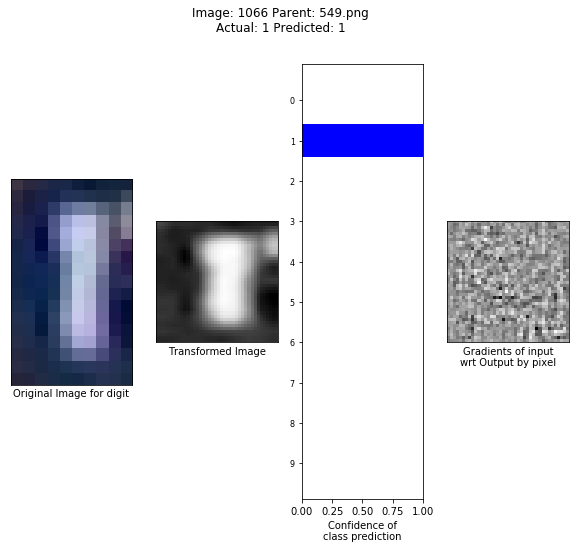 Image: 1066 Parent: 549.png
Actual: 1 Predicted: 1
0
1
2
3
4
5
6
7
8
9
0.00 0.25 0.50 0.75 1.00
Confidence of
class prediction
Original Image for digit
Transformed Image
Gradients of input
wrt Output by pixel